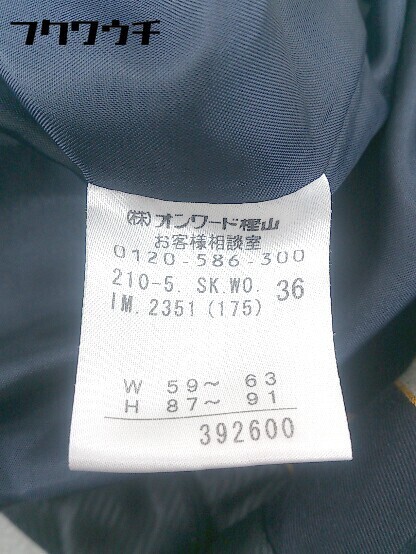 フクワウチ
(株)オンワード樫山
お客様相談室
0120-586-300
210-5. SK.WO. 36
IM. 2351 (175)
W 59～ 63
H 87～ 91
392600